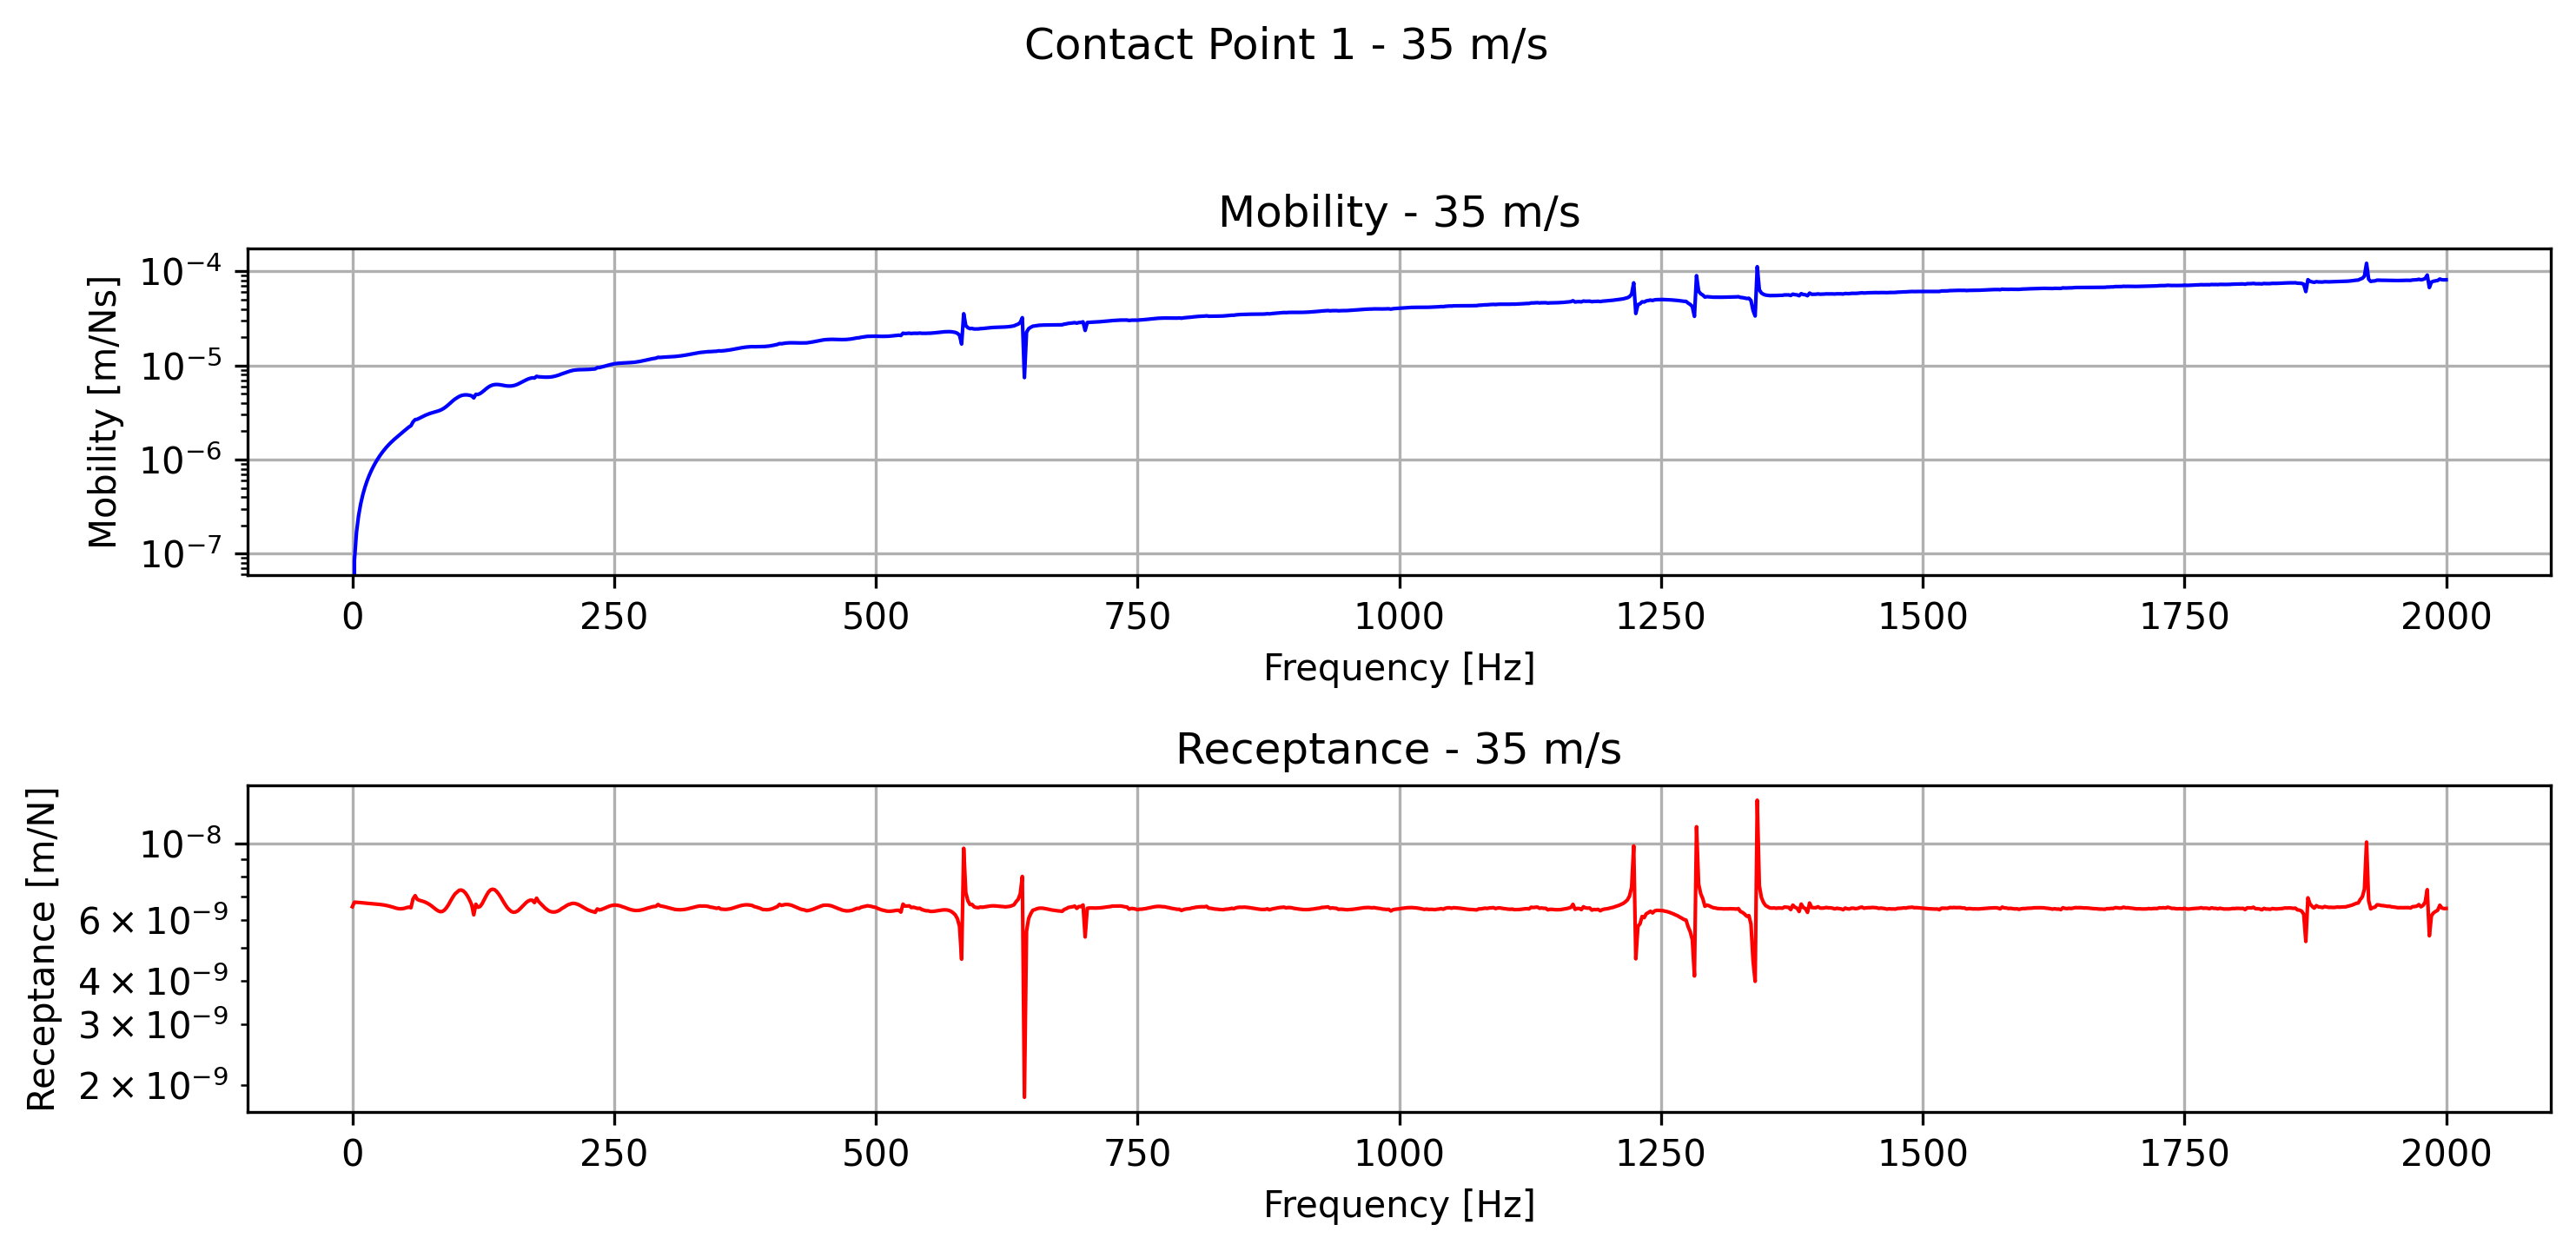 Contact Point 1 - 35 m/s
Mobility - 35 m/s
Mobility [m/Ns]
10⁻⁴
10⁻⁵
10⁻⁶
10⁻⁷
0 250 500 750 1000 1250 1500 1750 2000
Frequency [Hz]
Receptance - 35 m/s
Receptance [m/N]
10⁻⁸
6 × 10⁻⁹
4 × 10⁻⁹
3 × 10⁻⁹
2 × 10⁻⁹
0 250 500 750 1000 1250 1500 1750 2000
Frequency [Hz]